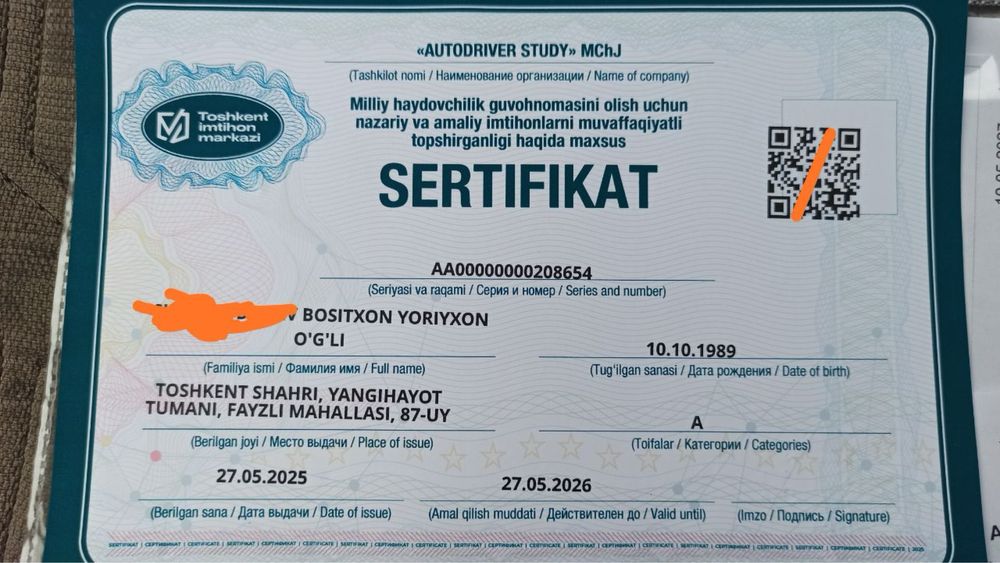 «AUTODRIVER STUDY» MChJ
(Tashkilot nomi / Наименование организации / Name of company)
Toshkent
imtihon
markazi
Milliy haydovchilik guvohnomasini olish uchun
nazariy va amaliy imtihonlarni muvaffaqiyatli
topshirganligi haqida maxsus
SERTIFIKAT
AA00000000208654
(Seriyasi va raqami / Серия и номер / Series and number)
BOSITXON YORIYXON
O'G'LI
10.10.1989
(Familiya ismi / Фамилия имя / Full name)
(Tug‘ilgan sanasi / Дата рождения / Date of birth)
TOSHKENT SHAHRI, YANGIHAYOT
TUMANI, FAYZLI MAHALLASI, 87-UY
A
(Berilgan joyi / Место выдачи / Place of issue)
(Toifalar / Категории / Categories)
27.05.2025
27.05.2026
(Berilgan sana / Дата выдачи / Date of issue)
(Amal qilish muddati / Действителен до / Valid until)
(Imzo / Подпись / Signature)